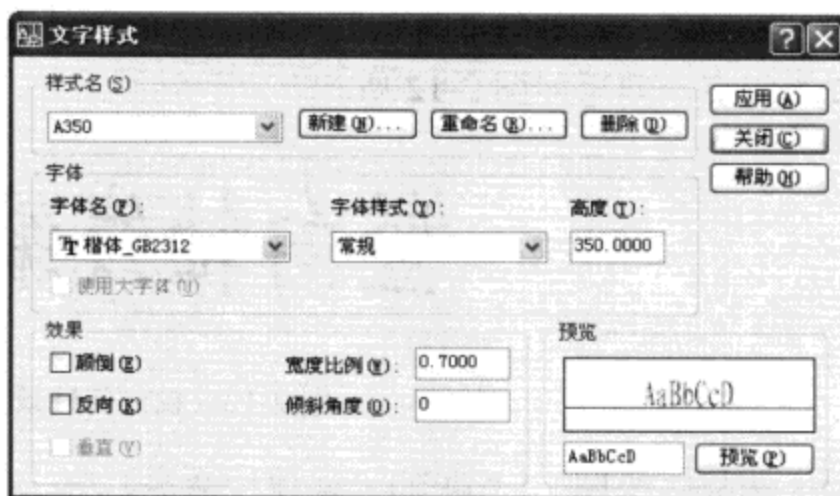 文字样式
样式名(S)
A350 新建(N)... 重命名(R)... 删除(D) 应用(A)
关闭(C)
帮助(H)
字体
字体名(F): 字体样式(Y): 高度(T):
楷体_GB2312 常规 350.0000
使用大字体(U)
效果 预览
颠倒(E) 宽度比例(W): 0.7000
反向(K) 倾斜角度(O): 0
垂直(V)
AaBbCcD
AaBbCcD 预览(P)